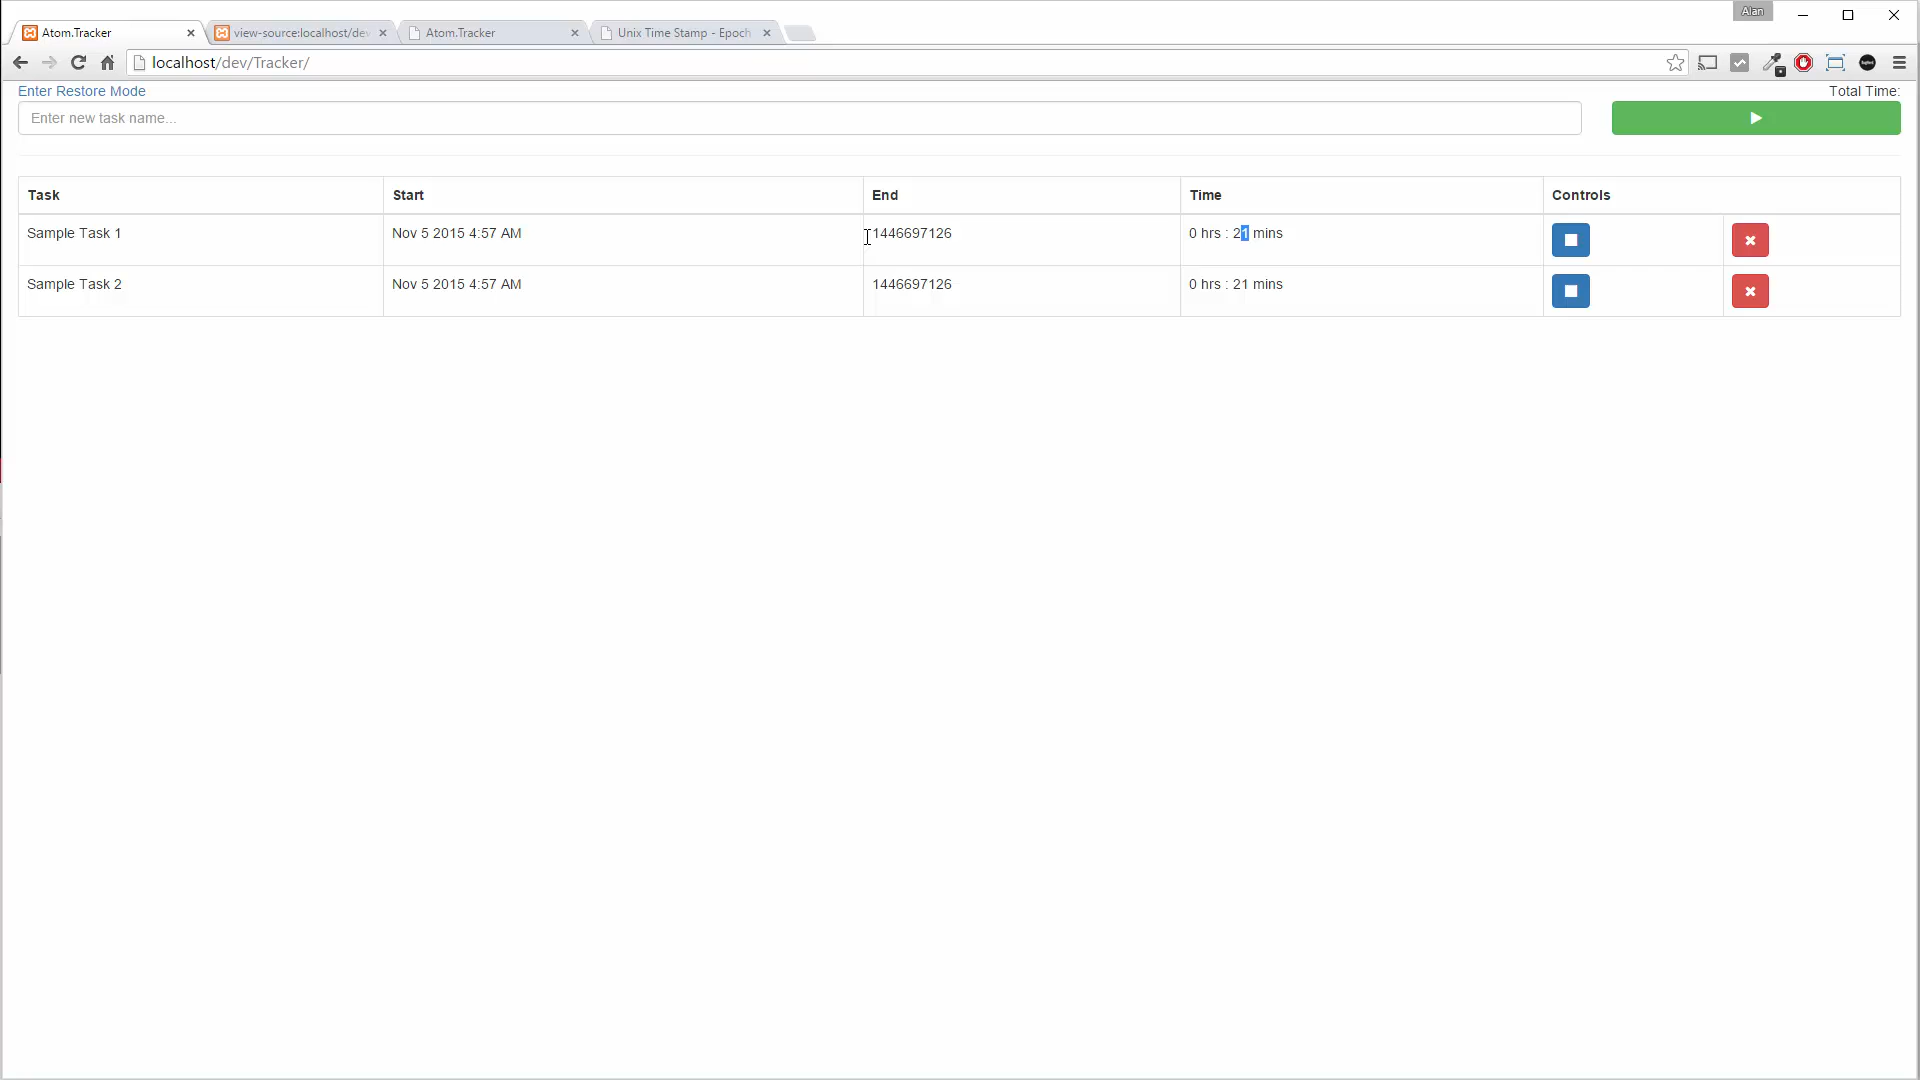 Alan
Atom.Tracker
view-source:localhost/dev
Atom.Tracker
Unix Time Stamp - Epoch
localhost/dev/Tracker/
Enter Restore Mode
Total Time:
Enter new task name...
Task Start End Time Controls
Sample Task 1 Nov 5 2015 4:57 AM 1446697126 0 hrs : 21 mins
Sample Task 2 Nov 5 2015 4:57 AM 1446697126 0 hrs : 21 mins